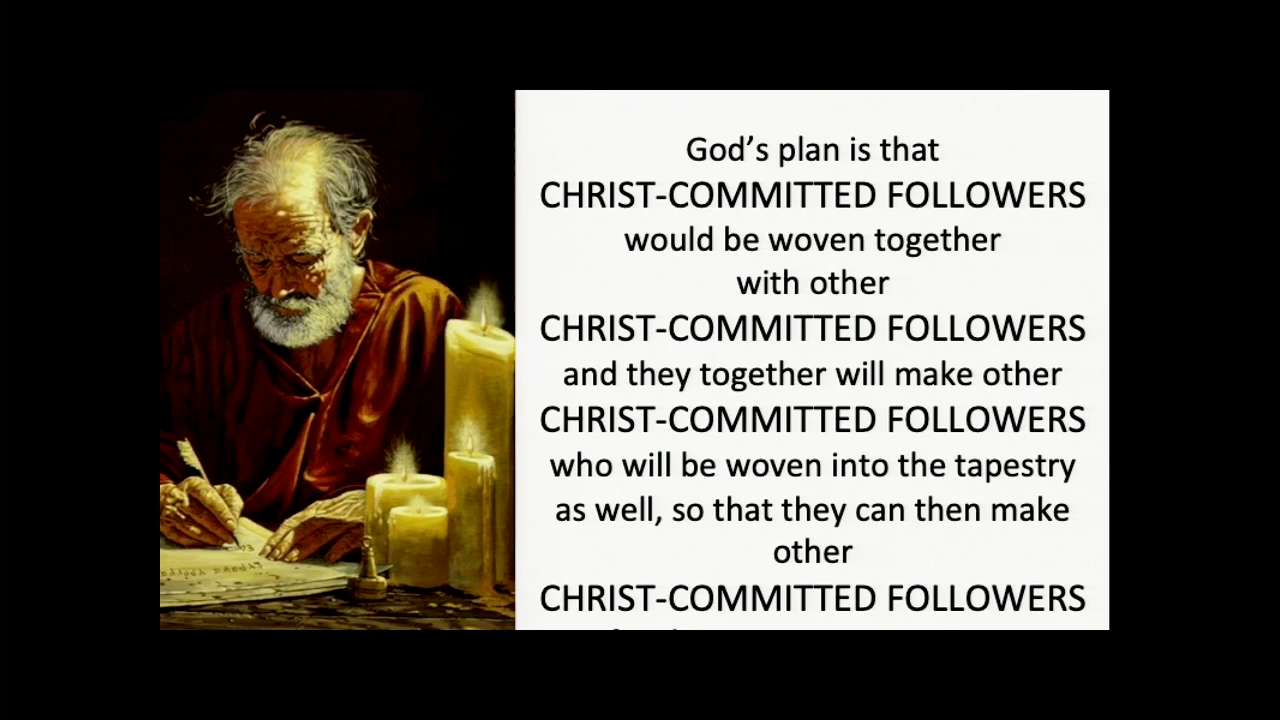 God’s plan is that
CHRIST-COMMITTED FOLLOWERS
would be woven together
with other
CHRIST-COMMITTED FOLLOWERS
and they together will make other
CHRIST-COMMITTED FOLLOWERS
who will be woven into the tapestry
as well, so that they can then make
other
CHRIST-COMMITTED FOLLOWERS